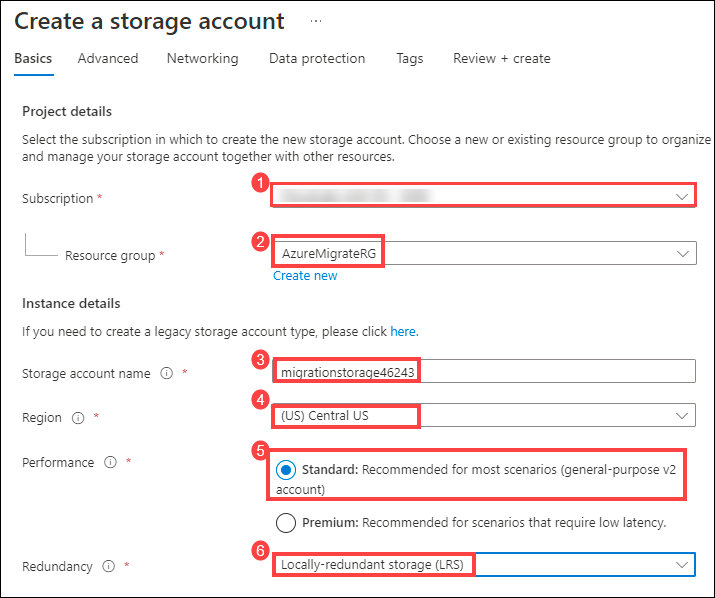 Create a storage account ...
Basics Advanced Networking Data protection Tags Review + create
Project details
Select the subscription in which to create the new storage account. Choose a new or existing resource group to organize
and manage your storage account together with other resources.
1
Subscription *
2
Resource group * AzureMigrateRG
Create new
Instance details
If you need to create a legacy storage account type, please click here.
3
Storage account name * migrationstorage46243
4
Region * (US) Central US
5
Performance * Standard: Recommended for most scenarios (general-purpose v2
account)
Premium: Recommended for scenarios that require low latency.
6
Redundancy * Locally-redundant storage (LRS)